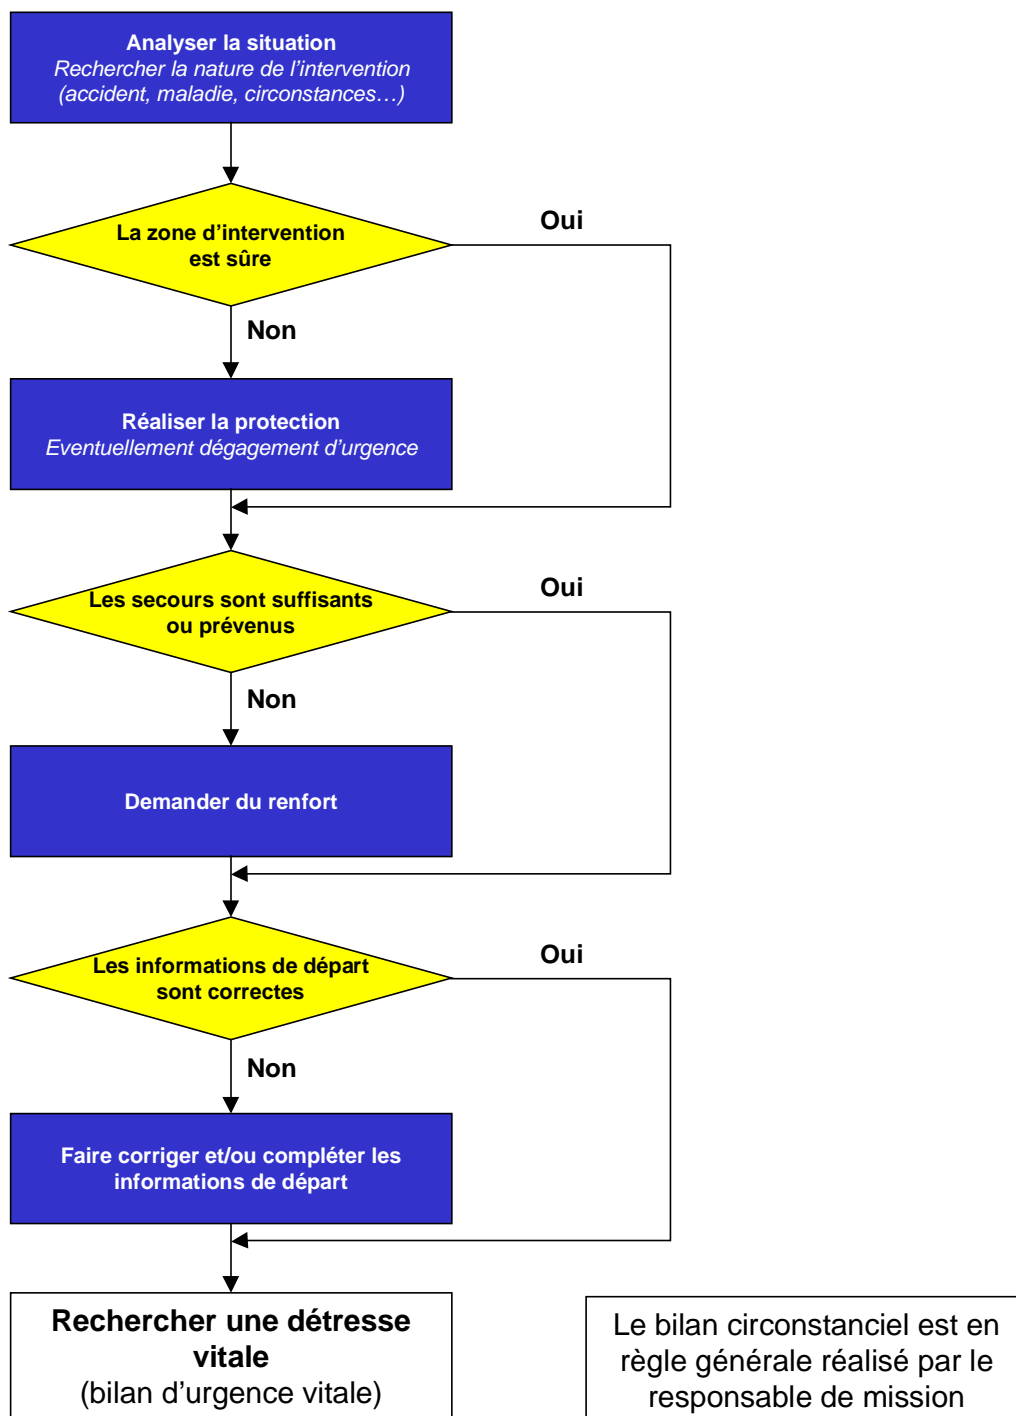 Analyser la situation
Rechercher la nature de l'intervention
(accident, maladie, circonstances…)
La zone d'intervention
est sûre
Oui
Non
Réaliser la protection
Eventuellement dégagement d'urgence
Les secours sont suffisants
ou prévenus
Oui
Non
Demander du renfort
Les informations de départ
sont correctes
Oui
Non
Faire corriger et/ou compléter les
informations de départ
Rechercher une détresse
vitale
(bilan d'urgence vitale)
Le bilan circonstanciel est en
règle générale réalisé par le
responsable de mission